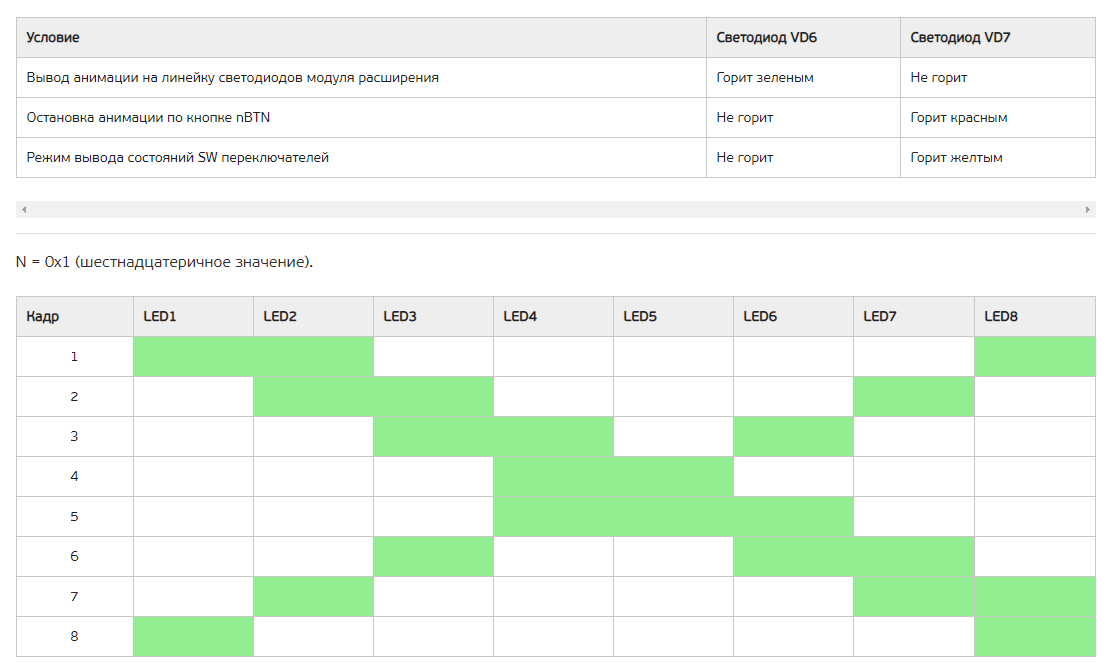 Условие Светодиод VD6 Светодиод VD7
Вывод анимации на линейку светодиодов модуля расширения Горит зеленым Не горит
Остановка анимации по кнопке nBTN Не горит Горит красным
Режим вывода состояний SW переключателей Не горит Горит желтым
N = 0x1 (шестнадцатеричное значение).
Кадр LED1 LED2 LED3 LED4 LED5 LED6 LED7 LED8
1
2
3
4
5
6
7
8